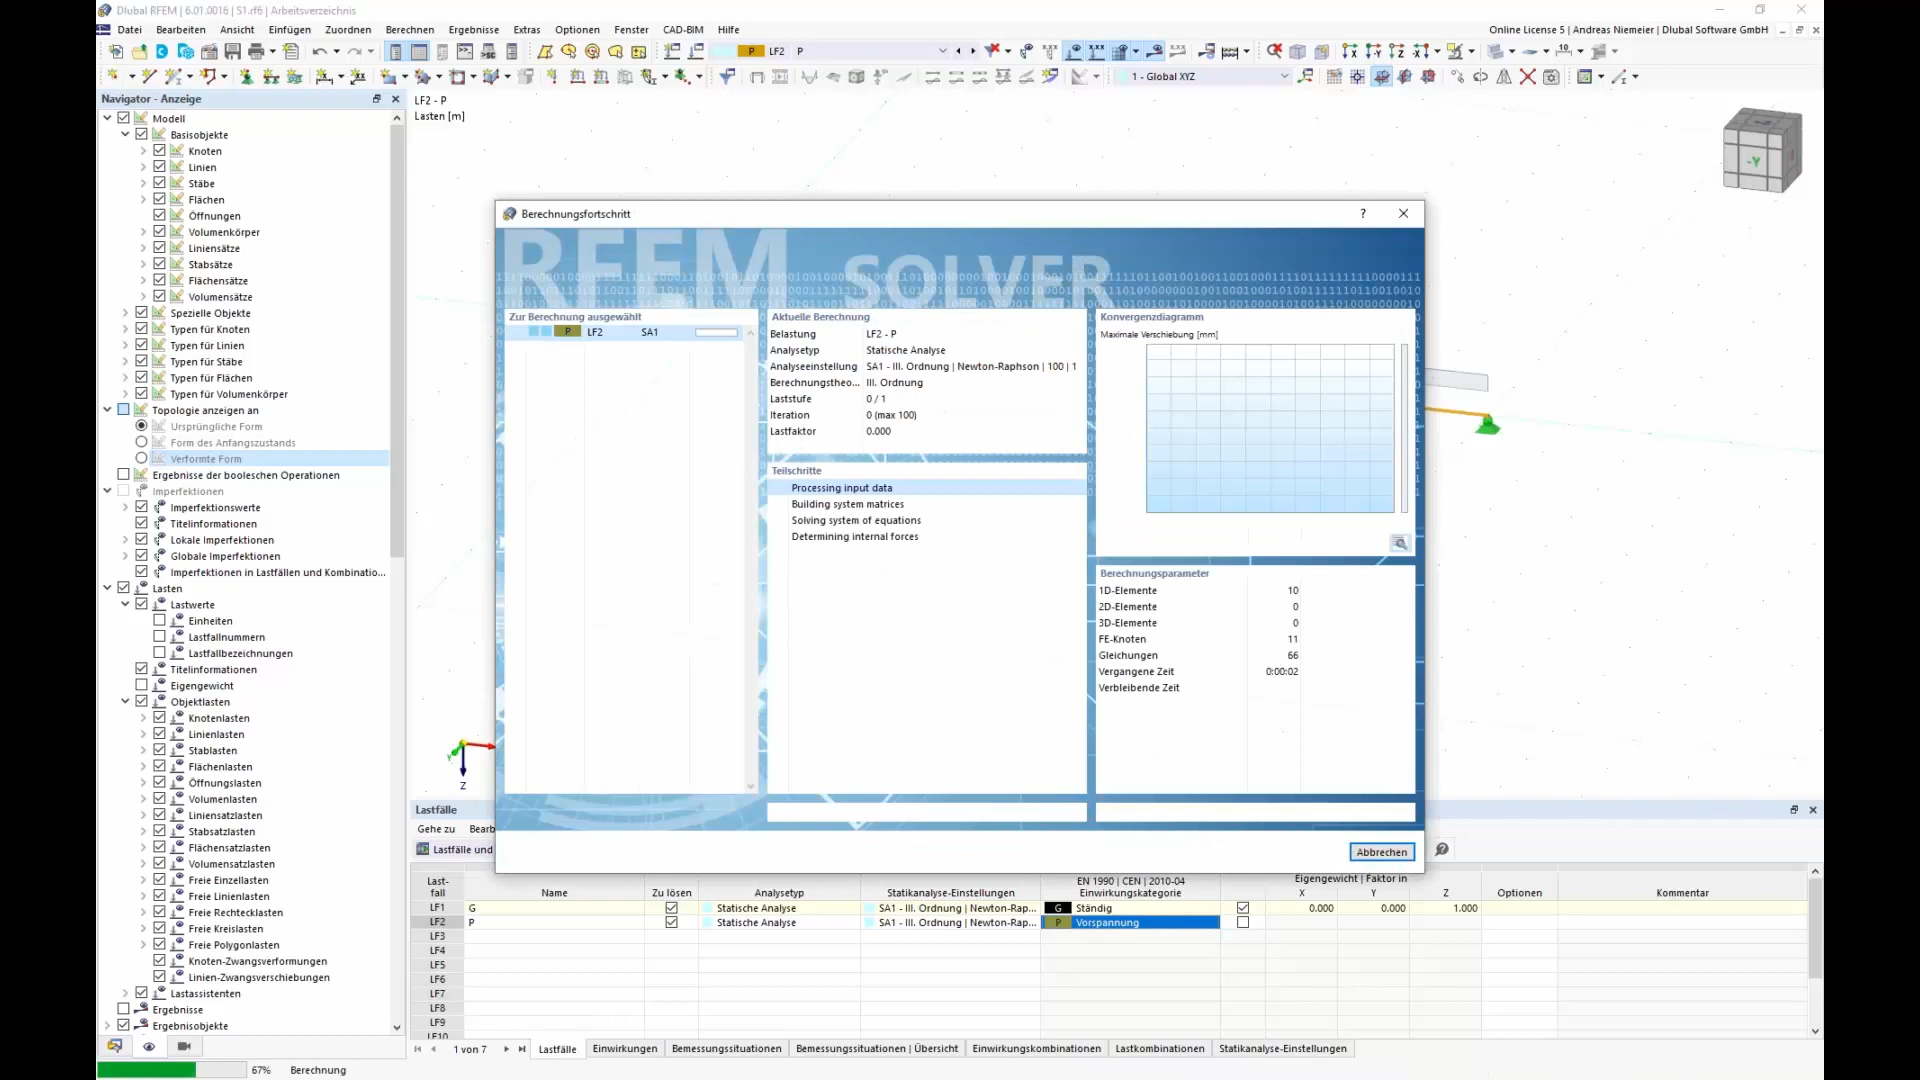 Dlubal RFEM | 6.01.0016 | S1.rf6 | Arbeitsverzeichnis
Datei Bearbeiten Ansicht Einfügen Zuordnen Berechnen Ergebnisse Extras Optionen Fenster CAD-BIM Hilfe
Online License 5 | Andreas Niemeier | Dlubal Software GmbH
P LF2 P
1 - Global XYZ
Navigator - Anzeige
Modell
Basisobjekte
Knoten
Linien
Stäbe
Flächen
Öffnungen
Volumenkörper
Liniensätze
Stabsätze
Flächensätze
Volumensätze
Spezielle Objekte
Typen für Knoten
Typen für Linien
Typen für Stäbe
Typen für Flächen
Typen für Volumenkörper
Topologie anzeigen an
Ursprüngliche Form
Form des Anfangszustands
Verformte Form
Ergebnisse der booleschen Operationen
Imperfektionen
Imperfektionswerte
Titelinformationen
Lokale Imperfektionen
Globale Imperfektionen
Imperfektionen in Lastfällen und Kombinatio...
Lasten
Lastwerte
Einheiten
Lastfallnummern
Lastfallbezeichnungen
Titelinformationen
Eigengewicht
Objektlasten
Knotenlasten
Linienlasten
Stablasten
Flächenlasten
Öffnungslasten
Volumenlasten
Liniensatzlasten
Stabsatzlasten
Flächensatzlasten
Volumensatzlasten
Freie Einzellasten
Freie Linienlasten
Freie Rechtecklasten
Freie Kreislasten
Freie Polygonlasten
Knoten-Zwangsverformungen
Linien-Zwangsverschiebungen
Lastassistenten
Ergebnisse
Ergebnisobjekte
67% Berechnung
LF2 - P
Lasten [m]
-Y
Z
Berechnungsfortschritt
RFEM SOLVER
Zur Berechnung ausgewählt
P LF2 SA1
Aktuelle Berechnung
Belastung LF2 - P
Analysetyp Statische Analyse
Analyseeinstellung SA1 - III. Ordnung | Newton-Raphson | 100 | 1
Berechnungstheo... III. Ordnung
Laststufe 0 / 1
Iteration 0 (max 100)
Lastfaktor 0.000
Teilschritte
Processing input data
Building system matrices
Solving system of equations
Determining internal forces
Konvergenzdiagramm
Maximale Verschiebung [mm]
Berechnungsparameter
1D-Elemente 10
2D-Elemente 0
3D-Elemente 0
FE-Knoten 11
Gleichungen 66
Vergangene Zeit 0:00:02
Verbleibende Zeit
Abbrechen
Lastfälle
Gehe zu Bearb
Lastfälle und
Last-
fall Name Zu lösen Analysetyp Statikanalyse-Einstellungen
EN 1990 | CEN | 2010-04
Einwirkungskategorie
Eigengewicht | Faktor in
X Y Z Optionen Kommentar
LF1 G Statische Analyse SA1 - III. Ordnung | Newton-Rap... G Ständig 0.000 0.000 1.000
LF2 P Statische Analyse SA1 - III. Ordnung | Newton-Rap... P Vorspannung
LF3
LF4
LF5
LF6
LF7
LF8
LF9
LF10
1 von 7 Lastfälle Einwirkungen Bemessungssituationen Bemessungssituationen | Übersicht Einwirkungskombinationen Lastkombinationen Statikanalyse-Einstellungen